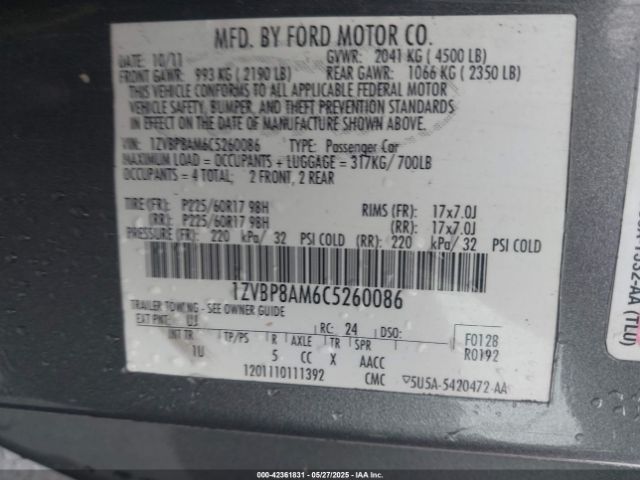 MFD. BY FORD MOTOR CO.
DATE: 10/11 GVWR: 2041 KG ( 4500 LB)
FRONT GAWR: 993 KG ( 2190 LB) REAR GAWR: 1066 KG ( 2350 LB)
THIS VEHICLE CONFORMS TO ALL APPLICABLE FEDERAL MOTOR
VEHICLE SAFETY, BUMPER, AND THEFT PREVENTION STANDARDS
IN EFFECT ON THE DATE OF MANUFACTURE SHOWN ABOVE.
VIN: 1ZVBP8AM6C5260086 TYPE: Passenger Car
MAXIMUM LOAD = OCCUPANTS + LUGGAGE = 317KG/ 700LB
OCCUPANTS = 4 TOTAL; 2 FRONT, 2 REAR
TIRE (FR): P225/60R17 98H RIMS (FR): 17x7.0J
(RR): P225/60R17 98H (RR): 17x7.0J
PRESSURE (FR): 220 kPa/ 32 PSI COLD (RR): 220 kPa/ 32 PSI COLD
1ZVBP8AM6C5260086
TRAILER TOWING - SEE OWNER GUIDE
EXT PNT: UJ RC: 24 DSO: F0128
INT TR TP/PS R AXLE TR SPR R0192
1U 5 CC X AACC
1201110111392 CMC ▽5U5A-5420472-AA
00-42361831 - 05/27/2025 - IAAI.COM